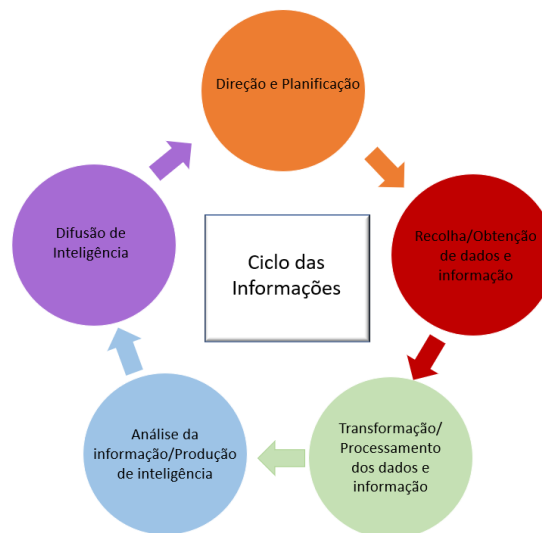 Direção e Planificação
Recolha/Obtenção
de dados e
informação
Transformação/
Processamento
dos dados e
informação
Análise da
informação/Produção
de inteligência
Difusão de
Inteligência
Ciclo das
Informações